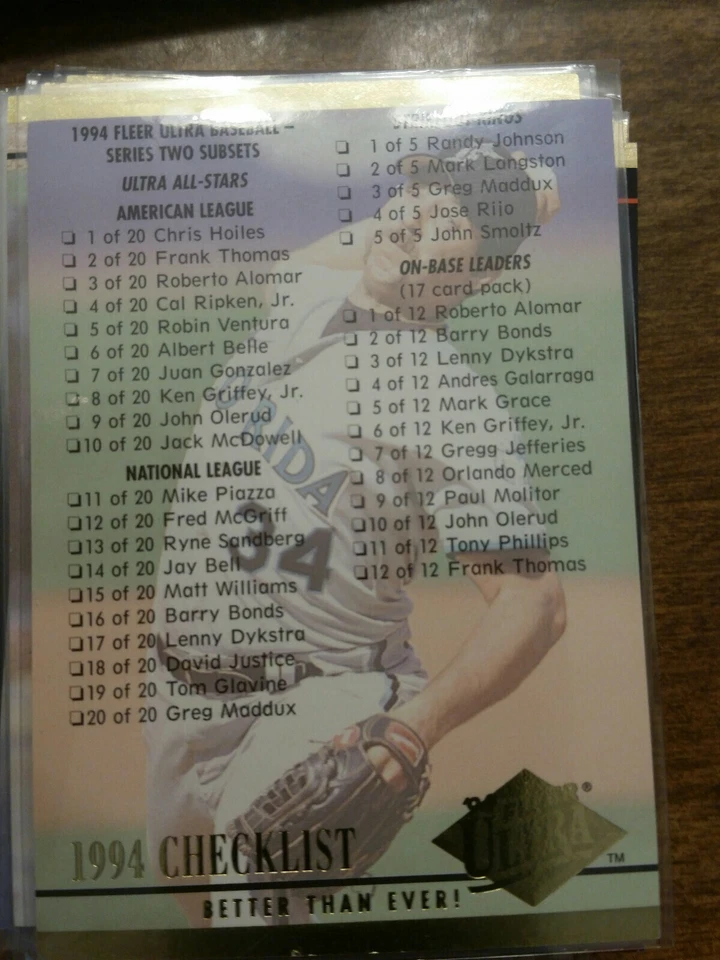 1994 FLEER ULTRA BASEBALL –
SERIES TWO SUBSETS
ULTRA ALL-STARS
AMERICAN LEAGUE
❏ 1 of 20 Chris Hoiles
❏ 2 of 20 Frank Thomas
❏ 3 of 20 Roberto Alomar
❏ 4 of 20 Cal Ripken, Jr.
❏ 5 of 20 Robin Ventura
❏ 6 of 20 Albert Belle
❏ 7 of 20 Juan Gonzalez
❏ 8 of 20 Ken Griffey, Jr.
❏ 9 of 20 John Olerud
❏10 of 20 Jack McDowell
NATIONAL LEAGUE
❏11 of 20 Mike Piazza
❏12 of 20 Fred McGriff
❏13 of 20 Ryne Sandberg
❏14 of 20 Jay Bell
❏15 of 20 Matt Williams
❏16 of 20 Barry Bonds
❏17 of 20 Lenny Dykstra
❏18 of 20 David Justice
❏19 of 20 Tom Glavine
❏20 of 20 Greg Maddux
STRIKEOUT KINGS
❏ 1 of 5 Randy Johnson
❏ 2 of 5 Mark Langston
❏ 3 of 5 Greg Maddux
❏ 4 of 5 Jose Rijo
❏ 5 of 5 John Smoltz
ON-BASE LEADERS
(17 card pack)
❏ 1 of 12 Roberto Alomar
❏ 2 of 12 Barry Bonds
❏ 3 of 12 Lenny Dykstra
❏ 4 of 12 Andres Galarraga
❏ 5 of 12 Mark Grace
❏ 6 of 12 Ken Griffey, Jr.
❏ 7 of 12 Gregg Jefferies
❏ 8 of 12 Orlando Merced
❏ 9 of 12 Paul Molitor
❏10 of 12 John Olerud
❏11 of 12 Tony Phillips
❏12 of 12 Frank Thomas
ORIDA
34
1994 CHECKLIST
BETTER THAN EVER!
ULTRA ®
TM